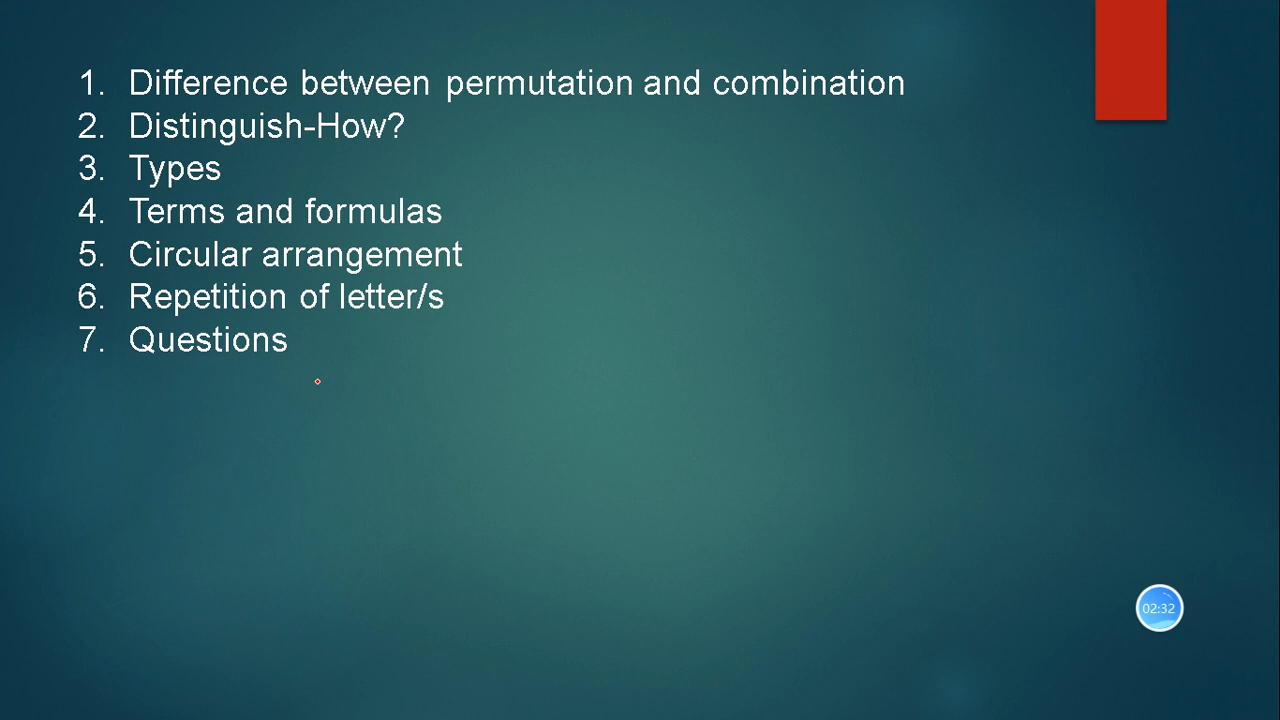 1. Difference between permutation and combination
2. Distinguish-How?
3. Types
4. Terms and formulas
5. Circular arrangement
6. Repetition of letter/s
7. Questions
02:32